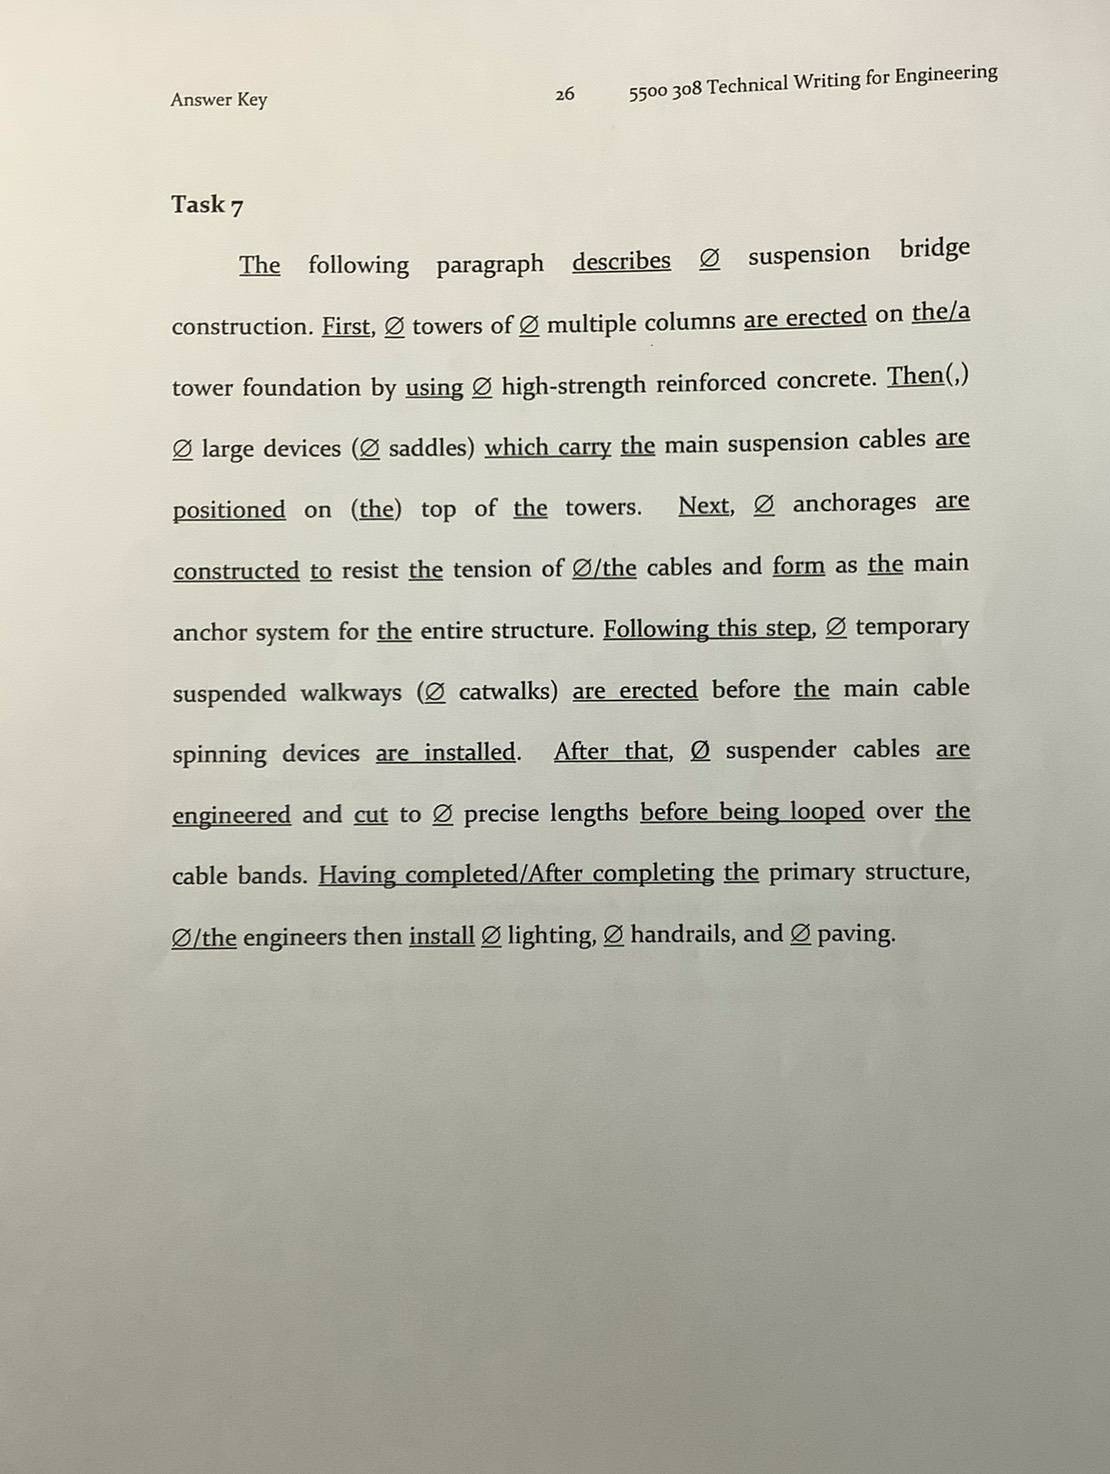 Answer Key 26 5500 308 Technical Writing for Engineering
Task 7
The following paragraph describes Ø suspension bridge
construction. First, Ø towers of Ø multiple columns are erected on the/a
tower foundation by using Ø high-strength reinforced concrete. Then(,)
Ø large devices (Ø saddles) which carry the main suspension cables are
positioned on (the) top of the towers. Next, Ø anchorages are
constructed to resist the tension of Ø/the cables and form as the main
anchor system for the entire structure. Following this step, Ø temporary
suspended walkways (Ø catwalks) are erected before the main cable
spinning devices are installed. After that, Ø suspender cables are
engineered and cut to Ø precise lengths before being looped over the
cable bands. Having completed/After completing the primary structure,
Ø/the engineers then install Ø lighting, Ø handrails, and Ø paving.